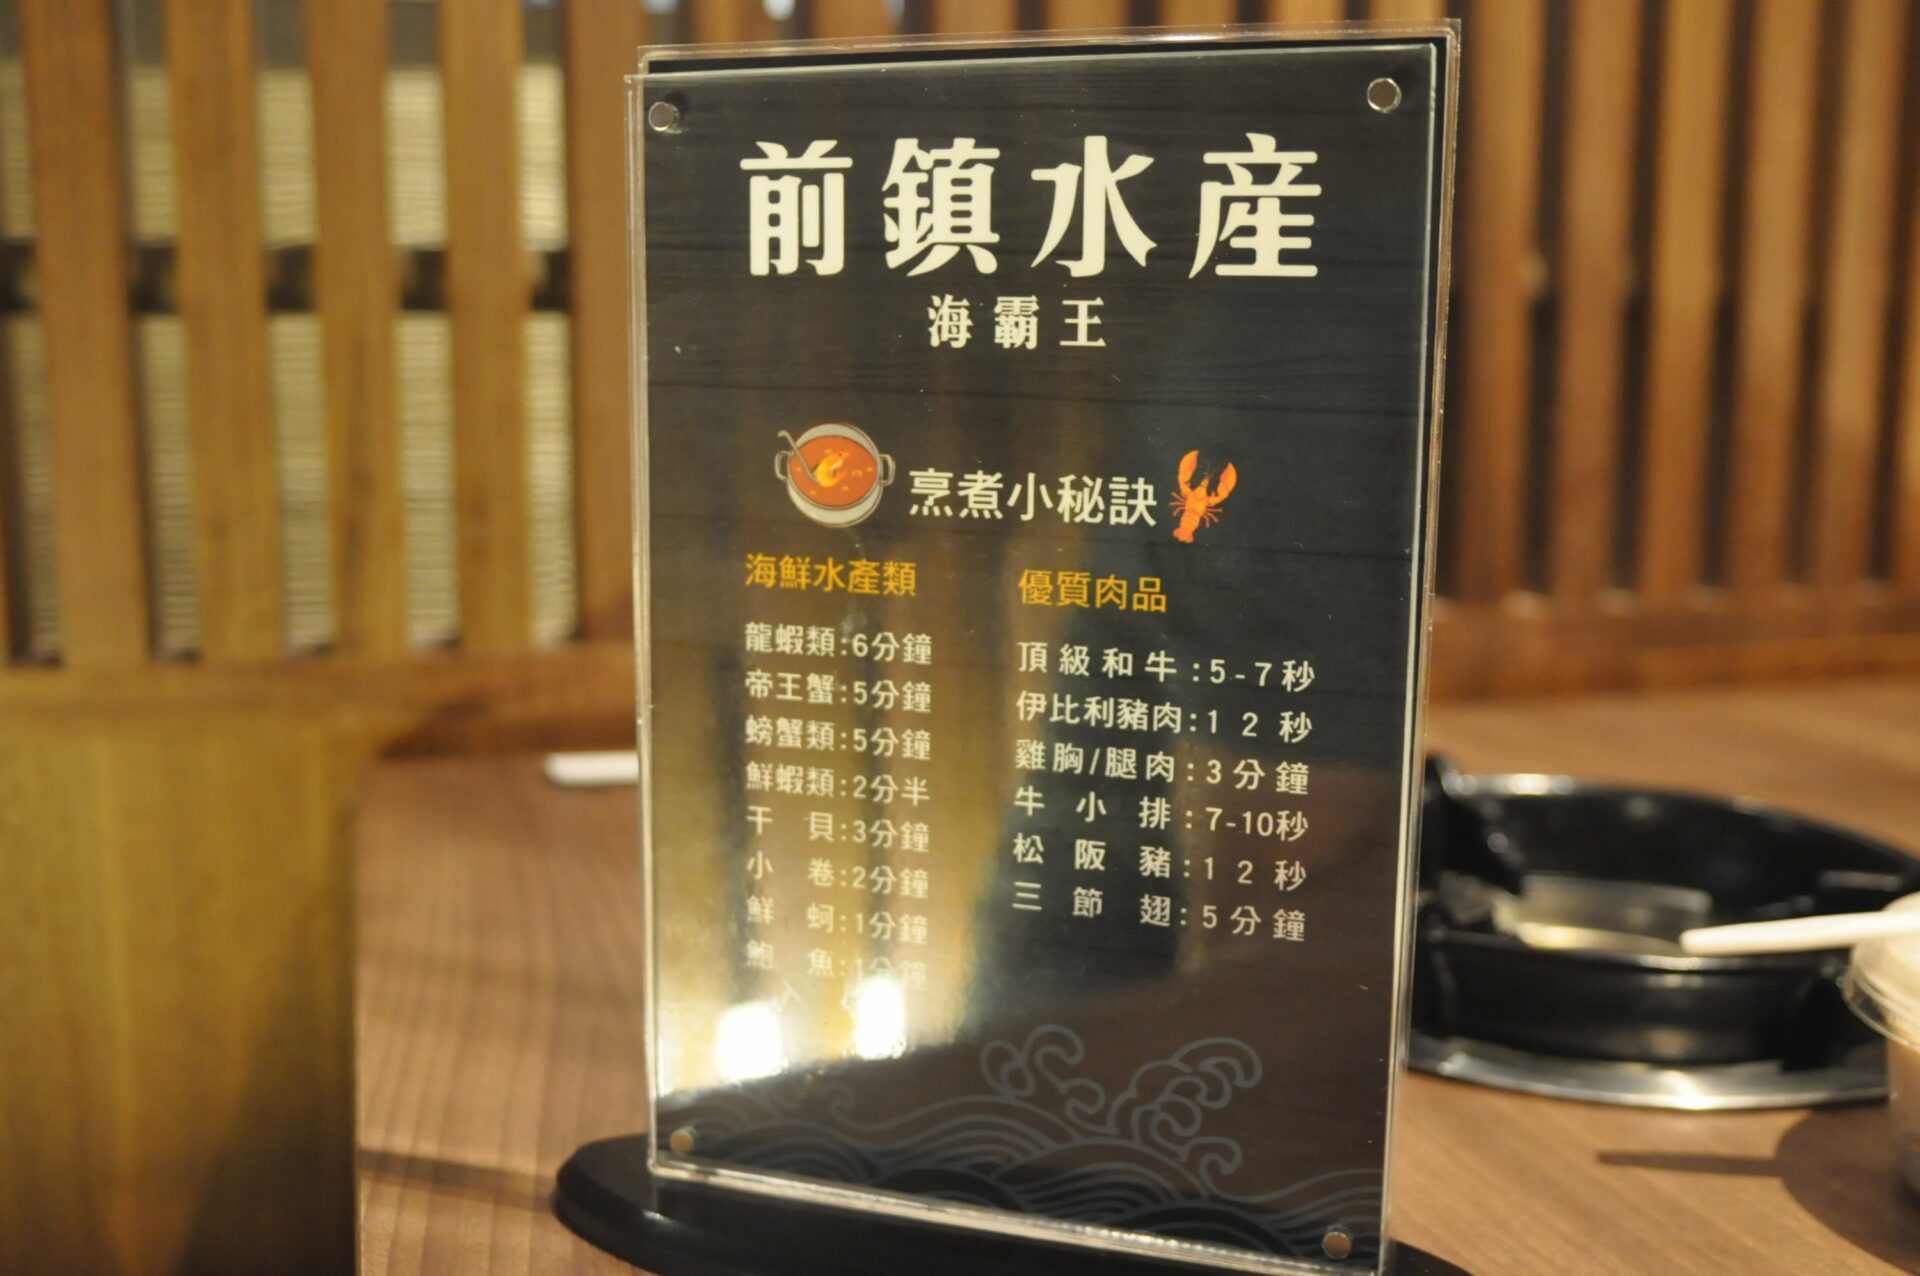 前鎮水產
海霸王
烹煮小秘訣
海鮮水產類
龍蝦類:6分鐘
帝王蟹:5分鐘
螃蟹類:5分鐘
鮮蝦類:2分半
干貝:3分鐘
小卷:2分鐘
鮮蚵:1分鐘
鮑魚:1分鐘
優質肉品
頂級和牛:5-7秒
伊比利豬肉:12秒
雞胸/腿肉:3分鐘
牛小排:7-10秒
松阪豬:12秒
三節翅:5分鐘